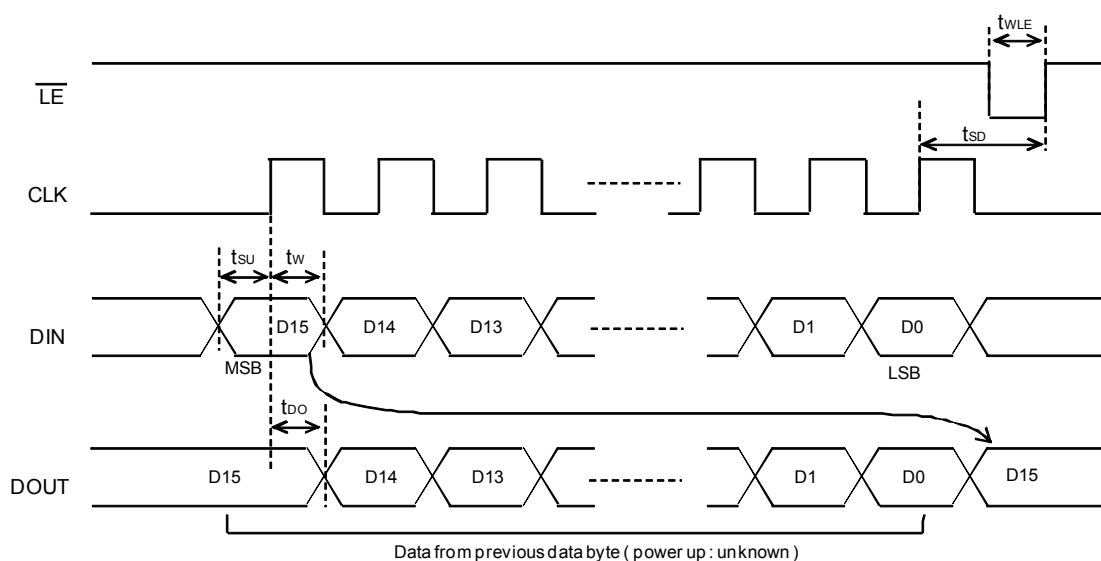 tWLE
LE
tSD
CLK
tSU
tW
DIN
D15
D14
D13
D1
D0
MSB
LSB
tDO
DOUT
D15
D14
D13
D1
D0
D15
Data from previous data byte ( power up : unknown )